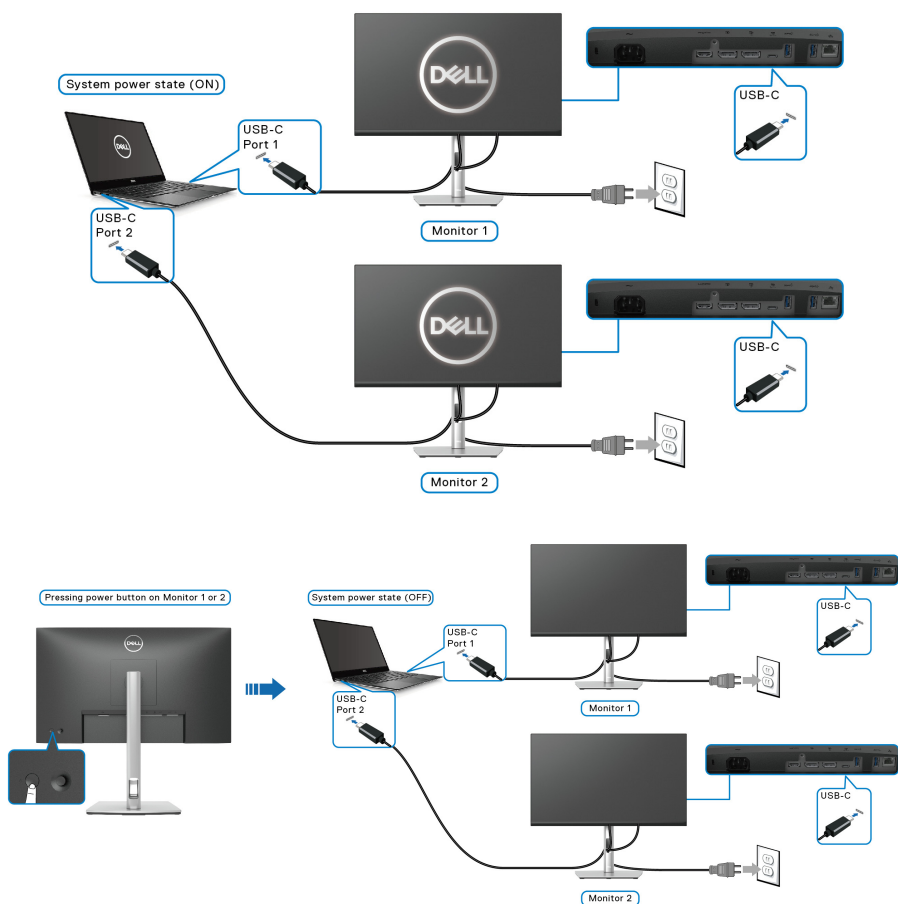 System power state (ON)
DELL
DELL
USB-C
Port 1
USB-C
USB-C
Port 2
Monitor 1
DELL
USB-C
Monitor 2
Pressing power button on Monitor 1 or 2
System power state (OFF)
DELL
USB-C
Port 1
USB-C
USB-C
Port 2
Monitor 1
USB-C
Monitor 2